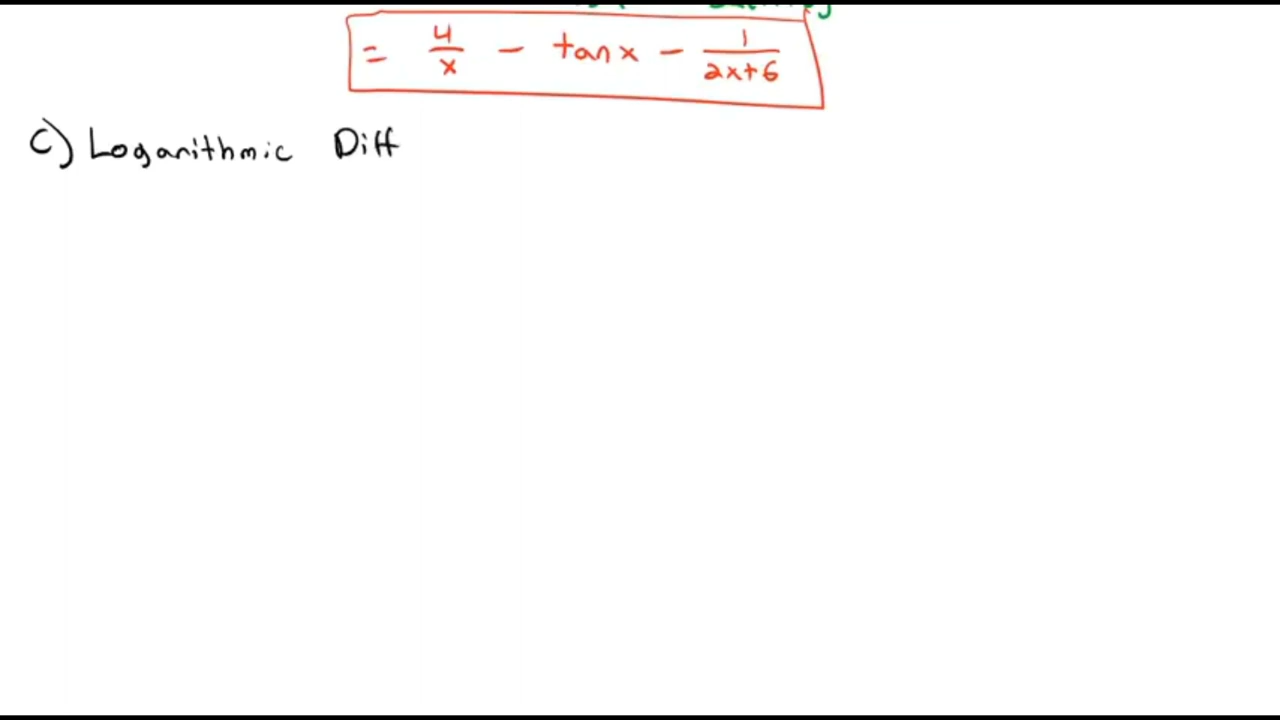 = 4/x - tan x - 1/(2x+6)
C) Logarithmic Diff